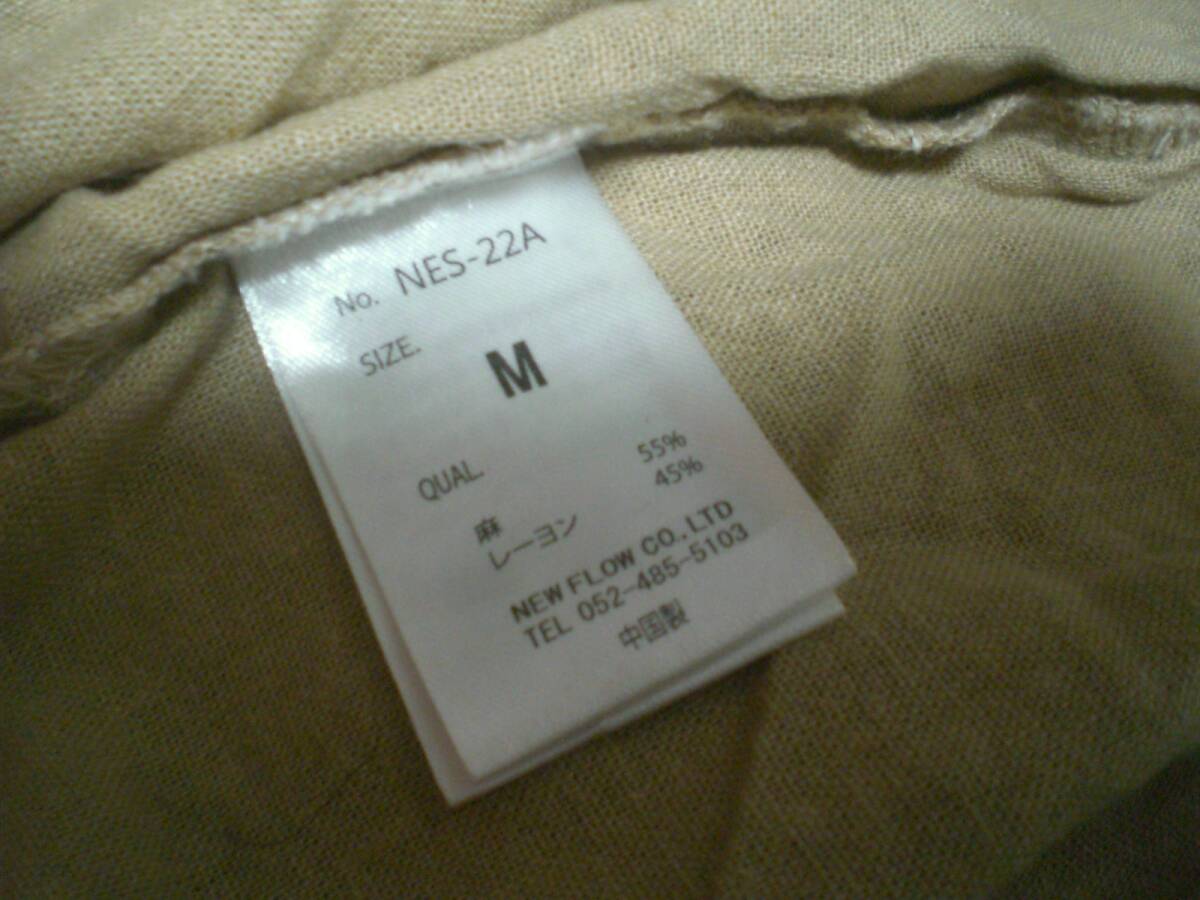 No. NES-22A
SIZE. M
QUAL.
麻 55%
レーヨン 45%
NEW FLOW CO.,LTD
TEL 052-485-5103
中国製